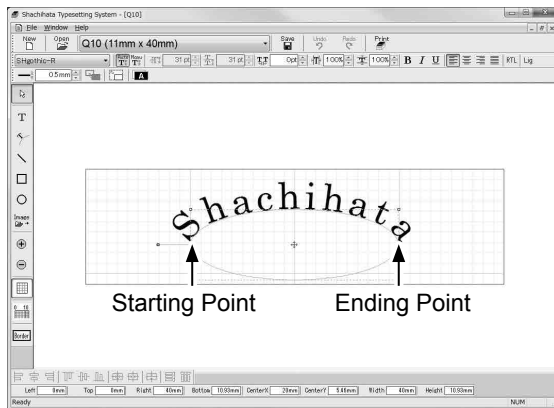 Shachihata Typesetting System - [Q10]
File Window Help
New Open Q10 (11mm x 40mm) Save Undo Redo Print
SHgothic-R 31 pt 31 pt 0pt 100% 100% B I U RTL Lig
0.5mm A
T
Image
Border
Shachihata
Starting Point Ending Point
Left 0mm Top 0mm Right 40mm Bottom 10.93mm CenterX 20mm CenterY 5.46mm Width 40mm Height 10.93mm
Ready NUM